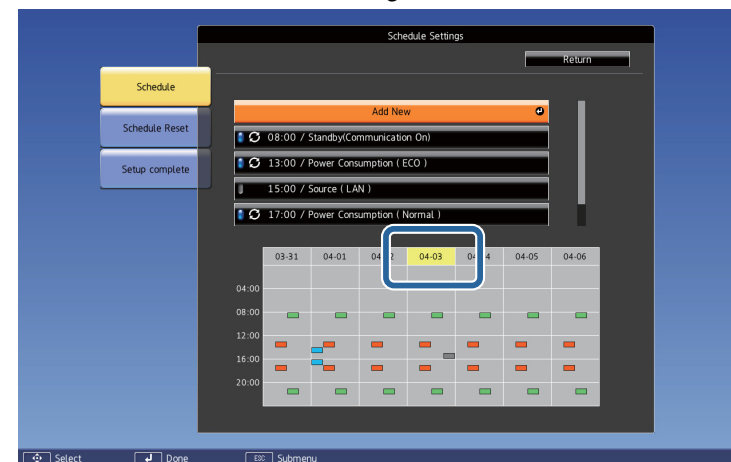 Schedule Settings
Return
Schedule
Schedule Reset
Setup complete
Add New
08:00 / Standby(Communication On)
13:00 / Power Consumption ( ECO )
15:00 / Source ( LAN )
17:00 / Power Consumption ( Normal )
03-31 04-01 04-03 04-05 04-06
04:00
08:00
12:00
16:00
20:00
Select Done ESC Submenu